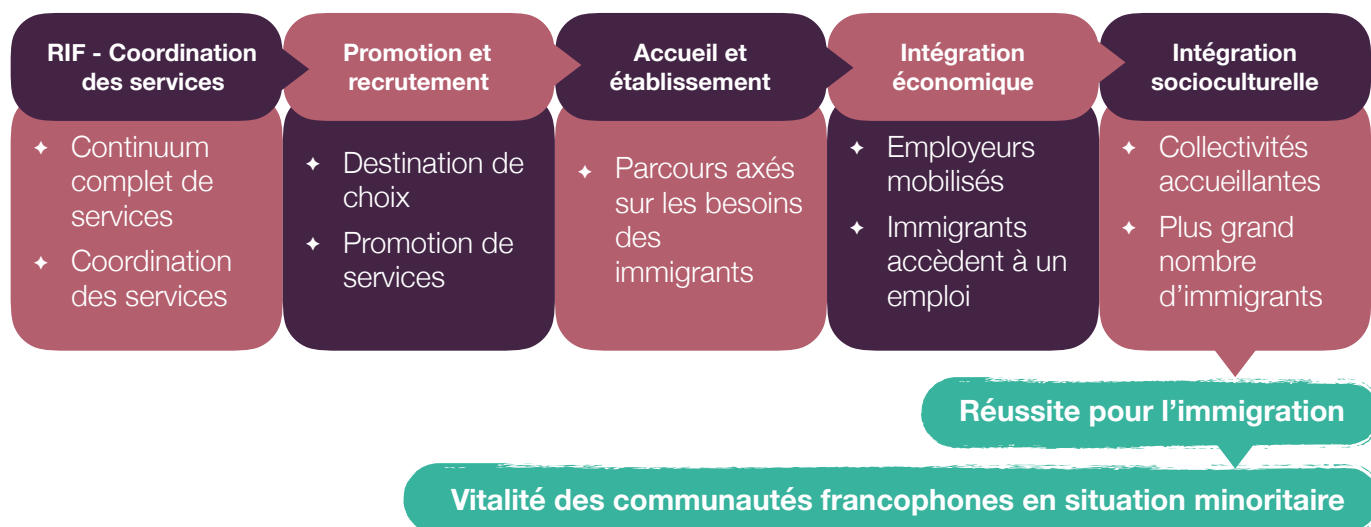 RIF - Coordination
des services
Promotion et
recrutement
Accueil et
établissement
Intégration
économique
Intégration
socioculturelle
✦ Continuum
complet de
services
✦ Coordination
des services
✦ Destination de
choix
✦ Promotion de
services
✦ Parcours axés
sur les besoins
des
immigrants
✦ Employeurs
mobilisés
✦ Immigrants
accèdent à un
emploi
✦ Collectivités
accueillantes
✦ Plus grand
nombre
d’immigrants
Réussite pour l’immigration
Vitalité des communautés francophones en situation minoritaire